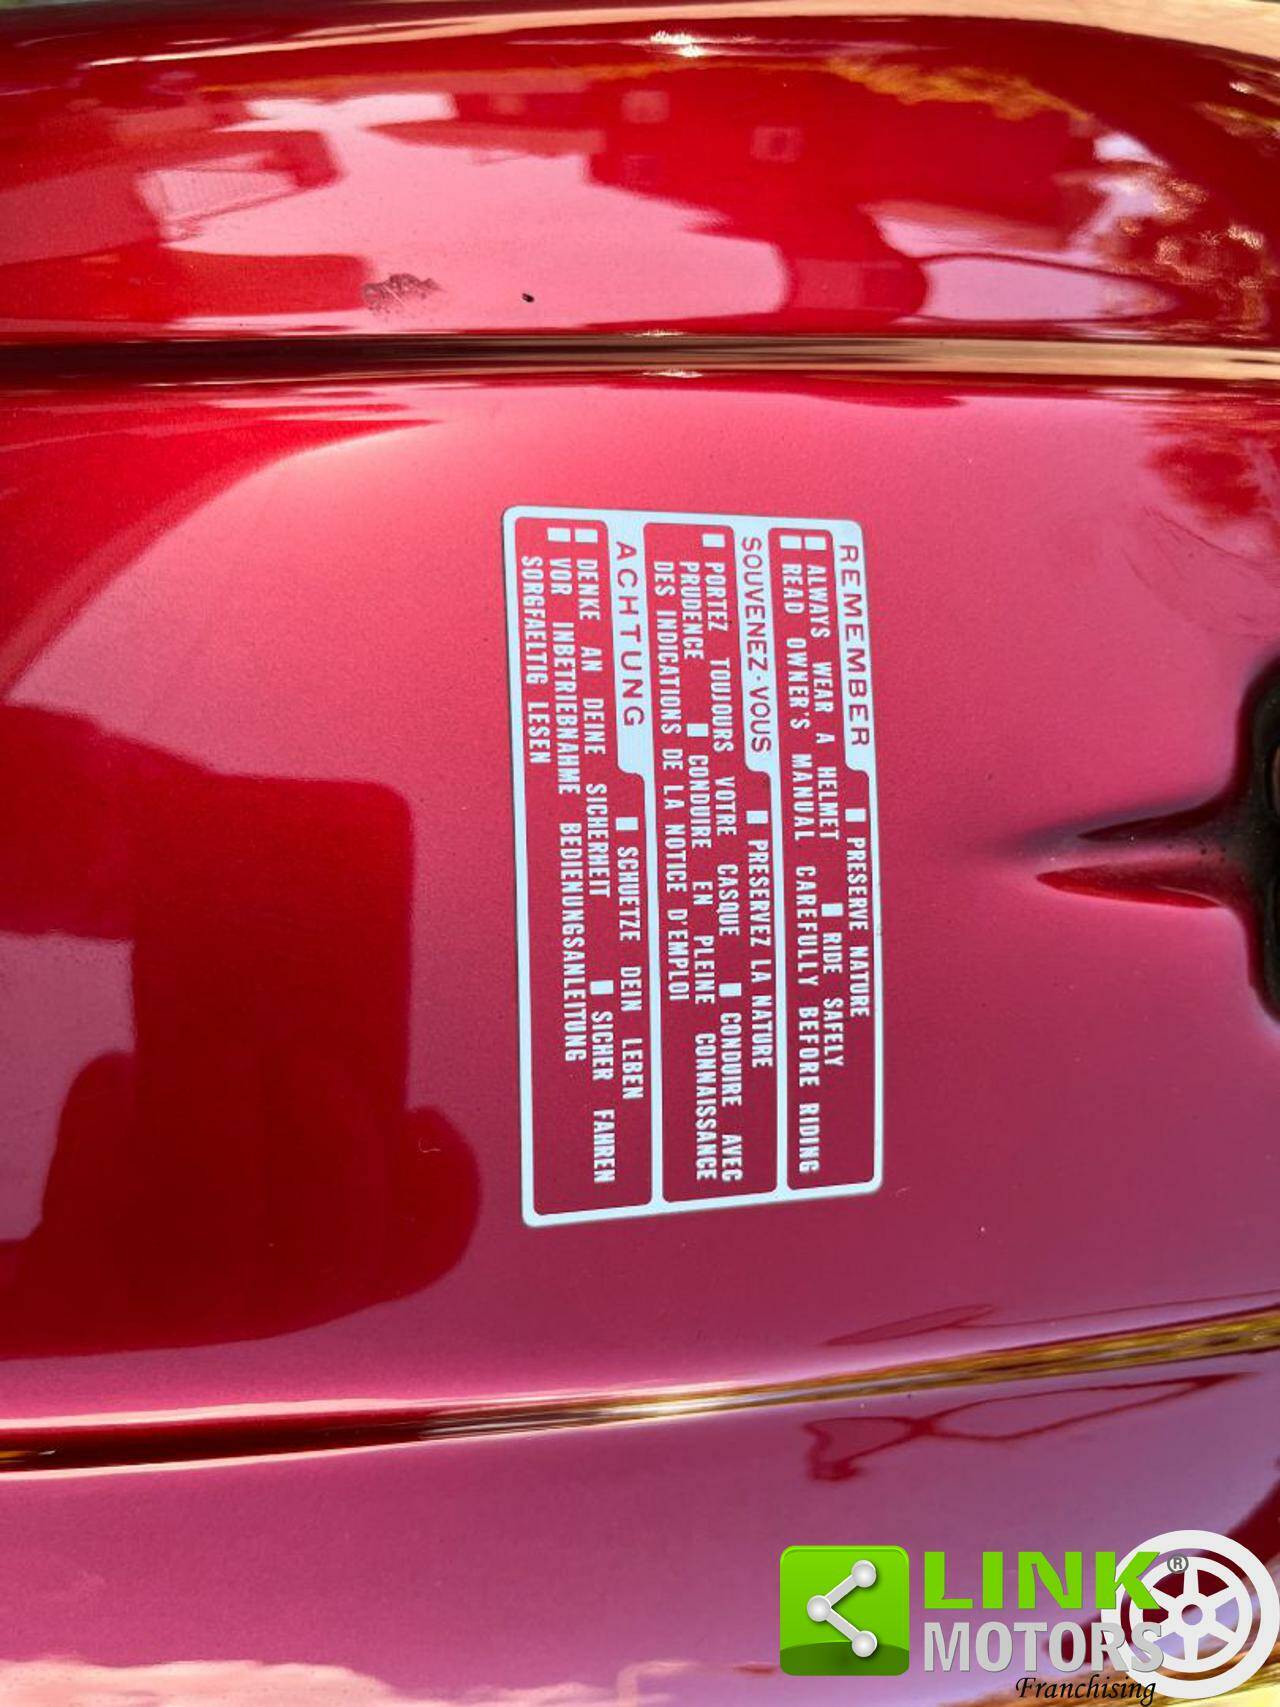 REMEMBER ■ PRESERVE NATURE
■ ALWAYS WEAR A HELMET ■ RIDE SAFELY
■ READ OWNER'S MANUAL CAREFULLY BEFORE RIDING
SOUVENEZ-VOUS ■ PRESERVEZ LA NATURE
■ PORTEZ TOUJOURS VOTRE CASQUE ■ CONDUIRE AVEC
PRUDENCE ■ CONDUIRE EN PLEINE CONNAISSANCE
DES INDICATIONS DE LA NOTICE D'EMPLOI
ACHTUNG ■ SCHUETZE DEIN LEBEN
■ DENKE AN DEINE SICHERHEIT ■ SICHER FAHREN
■ VOR INBETRIEBNAHME BEDIENUNGSANLEITUNG
SORGFAELTIG LESEN
LINK®
MOTORS
Franchising